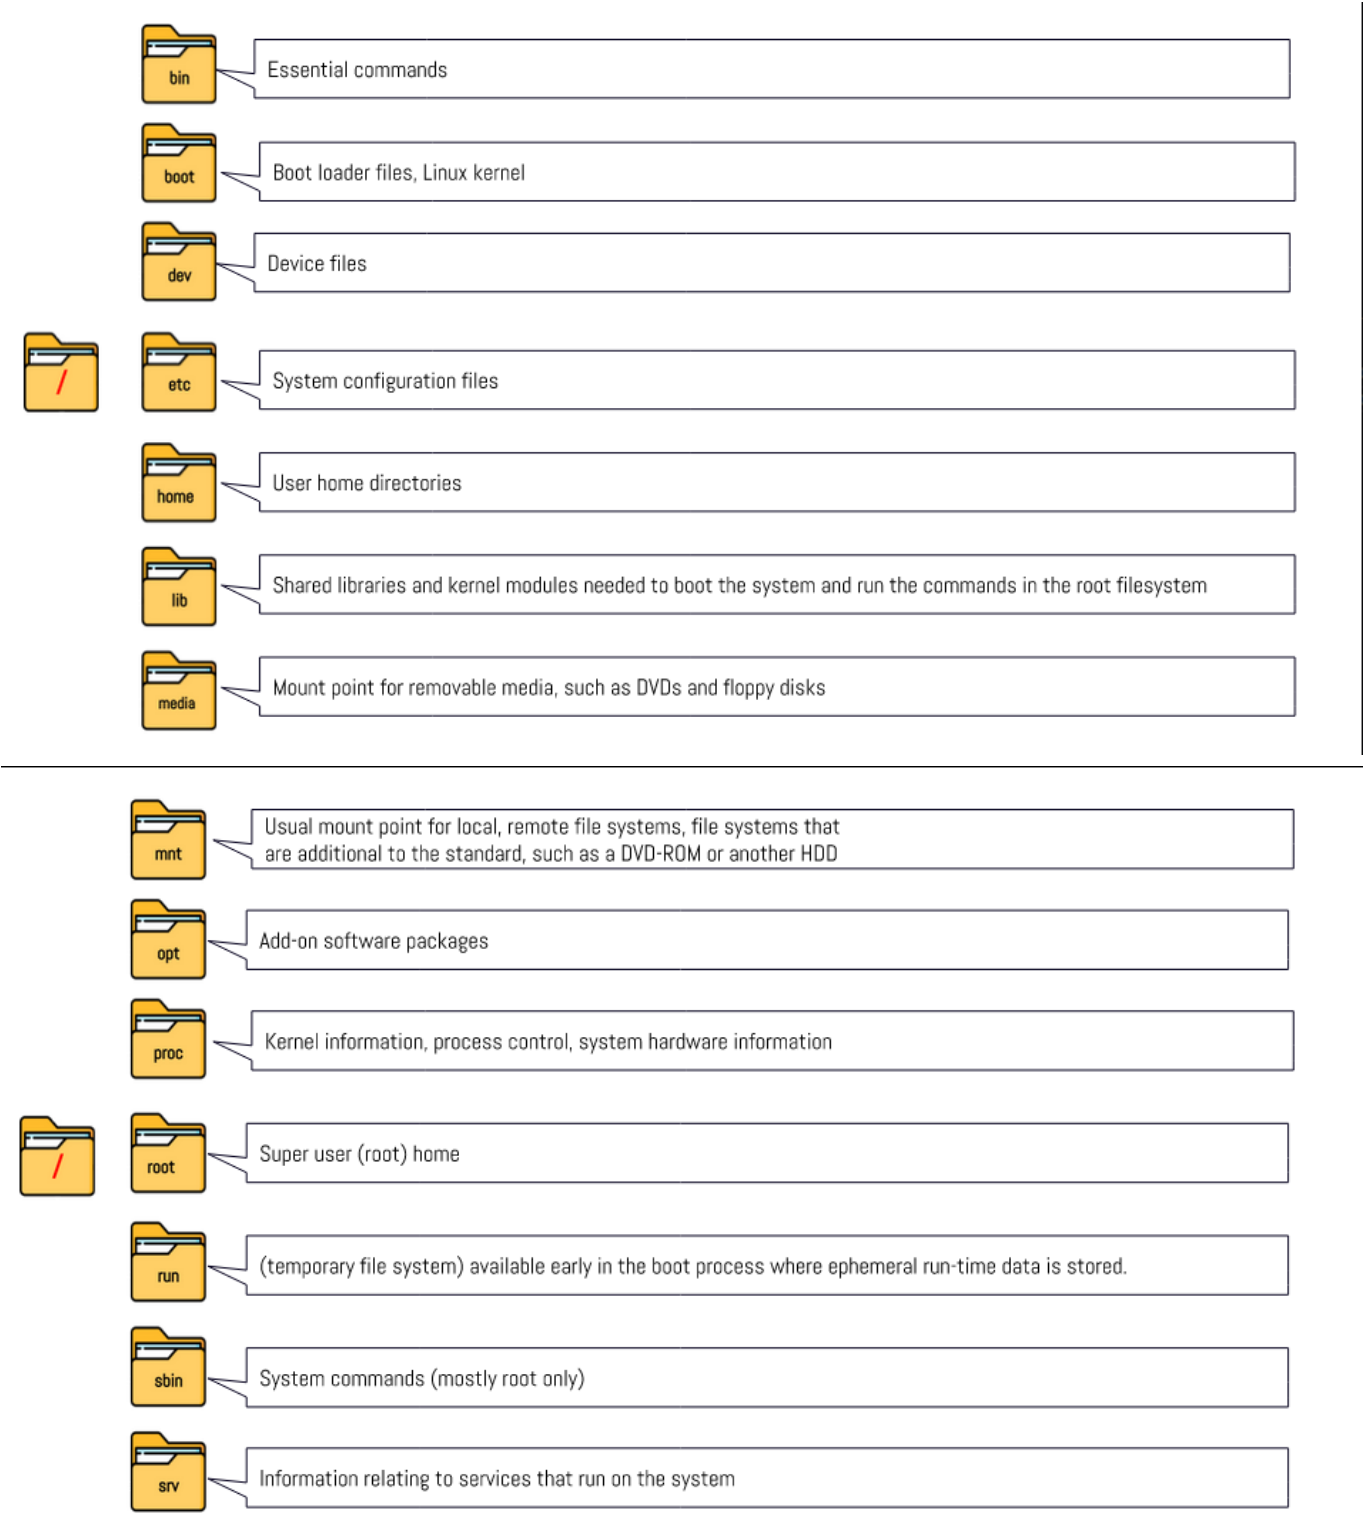 bin
Essential commands
boot
Boot loader files, Linux kernel
dev
Device files
/
etc
System configuration files
home
User home directories
lib
Shared libraries and kernel modules needed to boot the system and run the commands in the root filesystem
media
Mount point for removable media, such as DVDs and floppy disks
mnt
Usual mount point for local, remote file systems, file systems that
are additional to the standard, such as a DVD-ROM or another HDD
opt
Add-on software packages
proc
Kernel information, process control, system hardware information
/
root
Super user (root) home
run
(temporary file system) available early in the boot process where ephemeral run-time data is stored.
sbin
System commands (mostly root only)
srv
Information relating to services that run on the system